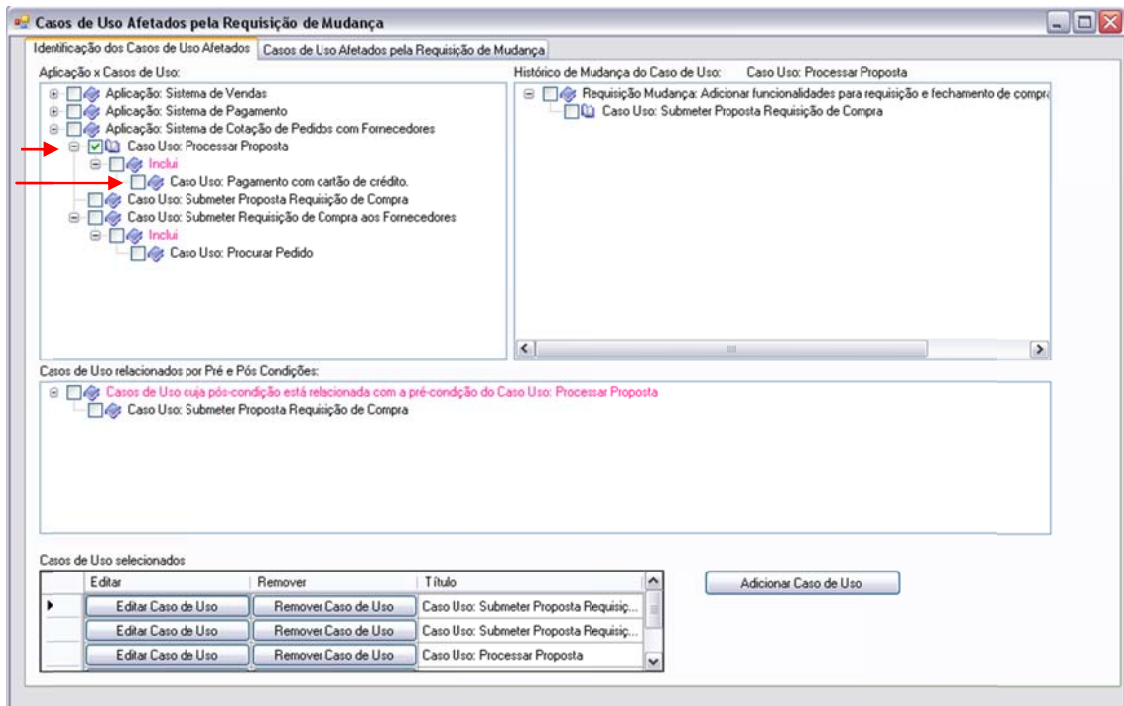 Casos de Uso Afetados pela Requisição de Mudança
Identificação dos Casos de Uso Afetados Casos de Uso Afetados pela Requisição de Mudança
Aplicação x Casos de Uso:
Aplicação: Sistema de Vendas
Aplicação: Sistema de Pagamento
Aplicação: Sistema de Cotação de Pedidos com Fornecedores
Caso Uso: Processar Proposta
Inclui
Caso Uso: Pagamento com cartão de crédito.
Caso Uso: Submeter Proposta Requisição de Compra
Caso Uso: Submeter Requisição de Compra aos Fornecedores
Inclui
Caso Uso: Procurar Pedido
Histórico de Mudança do Caso de Uso: Caso Uso: Processar Proposta
Requisição Mudança: Adicionar funcionalidades para requisição e fechamento de compra
Caso Uso: Submeter Proposta Requisição de Compra
Casos de Uso relacionados por Pré e Pós Condições:
Casos de Uso cuja pós-condição está relacionada com a pré-condição do Caso Uso: Processar Proposta
Caso Uso: Submeter Proposta Requisição de Compra
Casos de Uso selecionados
Editar Remover Título
Editar Caso de Uso Remover Caso de Uso Caso Uso: Submeter Proposta Requisiç...
Editar Caso de Uso Remover Caso de Uso Caso Uso: Submeter Proposta Requisiç...
Editar Caso de Uso Remover Caso de Uso Caso Uso: Processar Proposta
Adicionar Caso de Uso